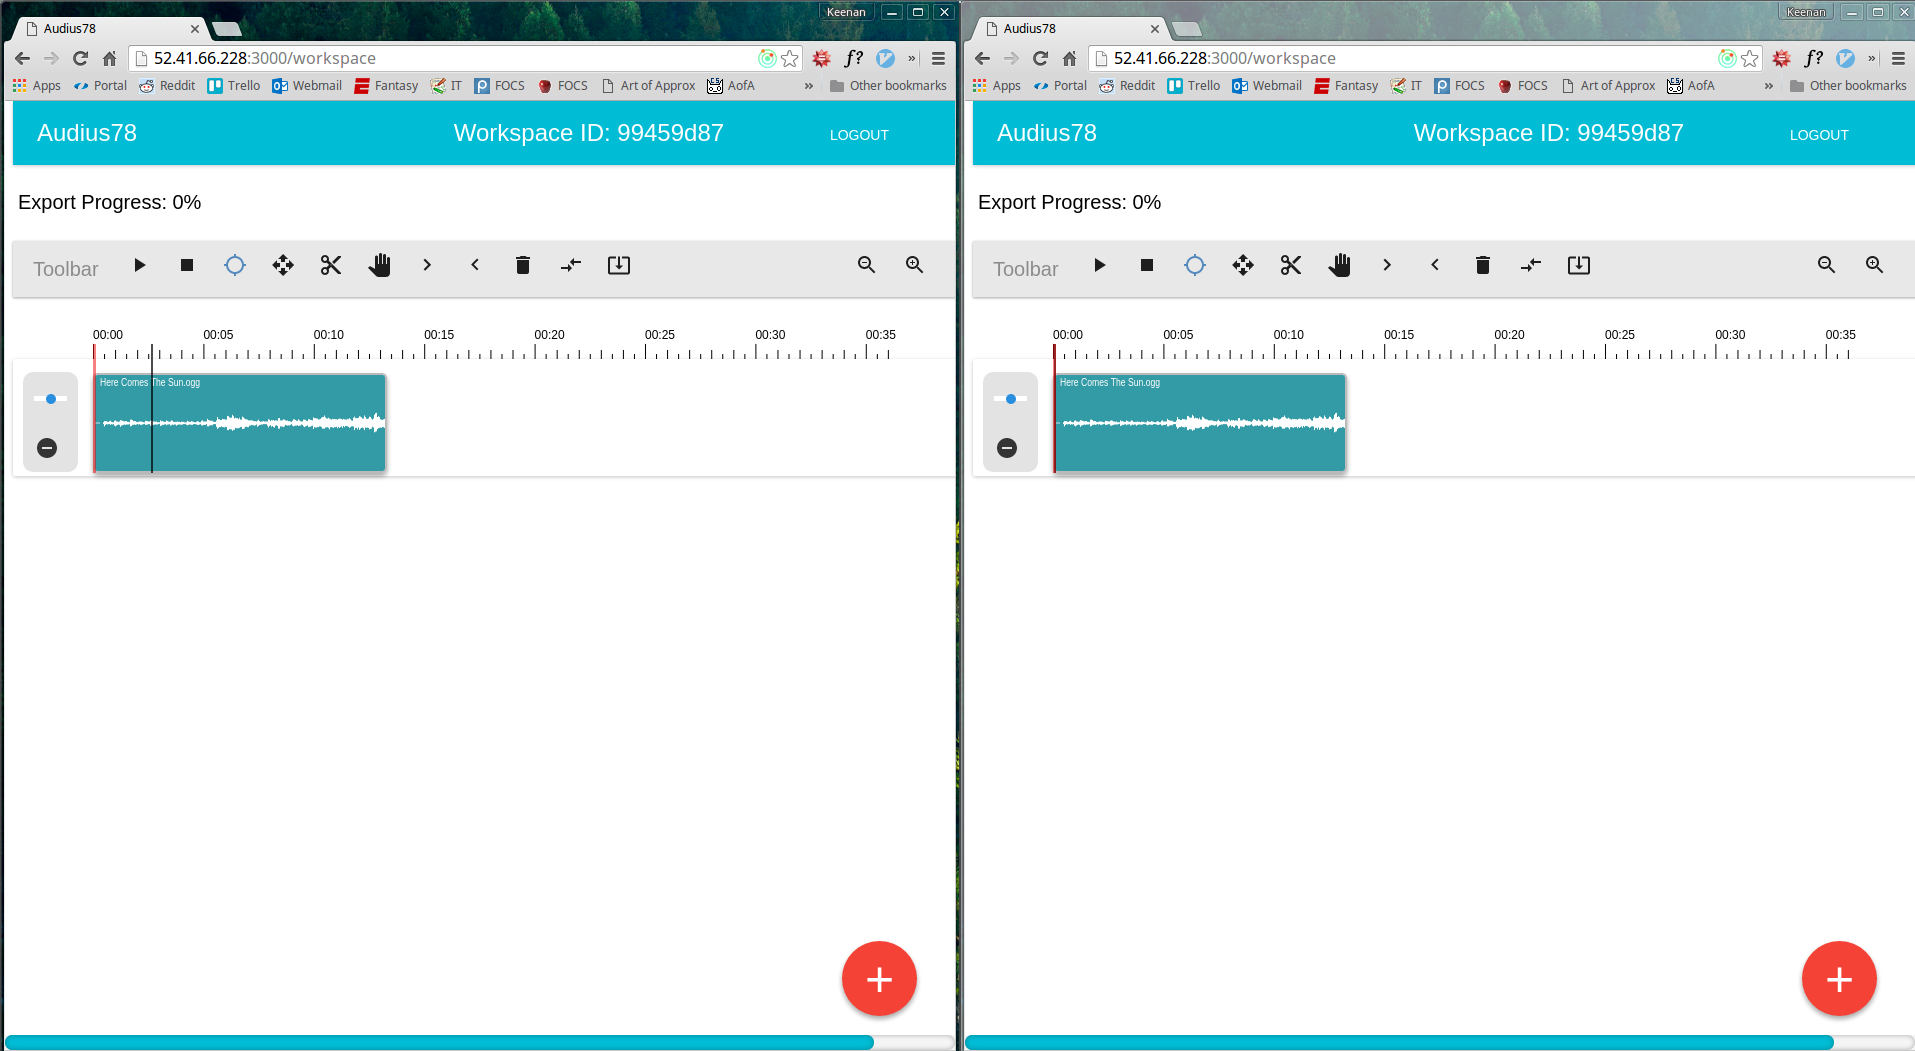 Keenan
Audius78
52.41.66.228:3000/workspace
f?
Apps Portal Reddit Trello Webmail Fantasy IT FOCS FOCS Art of Approx AofA » Other bookmarks
Audius78 Workspace ID: 99459d87 LOGOUT
Export Progress: 0%
Toolbar
00:00 00:05 00:10 00:15 00:20 00:25 00:30 00:35
Here Comes The Sun.ogg
Keenan
Audius78
52.41.66.228:3000/workspace
f?
Apps Portal Reddit Trello Webmail Fantasy IT FOCS FOCS Art of Approx AofA » Other bookmarks
Audius78 Workspace ID: 99459d87 LOGOUT
Export Progress: 0%
Toolbar
00:00 00:05 00:10 00:15 00:20 00:25 00:30 00:35
Here Comes The Sun.ogg